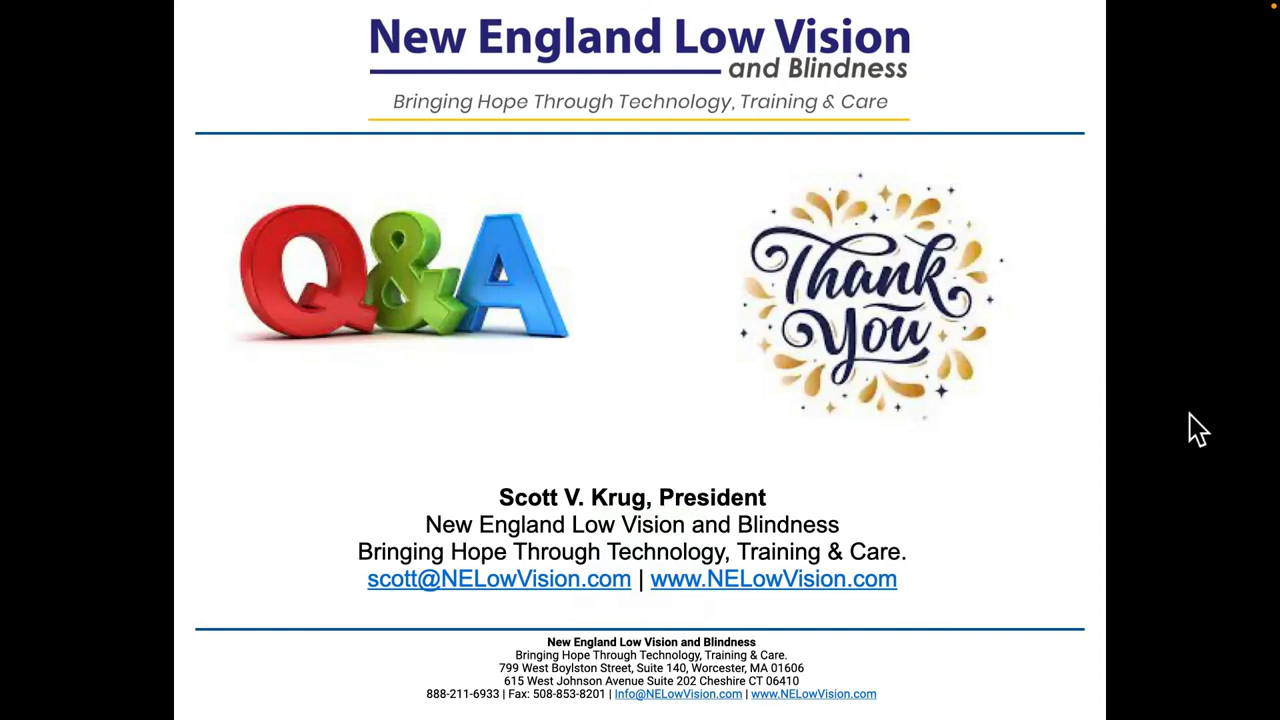 New England Low Vision
and Blindness
Bringing Hope Through Technology, Training & Care
Q&A
Thank
You
Scott V. Krug, President
New England Low Vision and Blindness
Bringing Hope Through Technology, Training & Care.
scott@NELowVision.com | www.NELowVision.com
New England Low Vision and Blindness
Bringing Hope Through Technology, Training & Care.
799 West Boylston Street, Suite 140, Worcester, MA 01606
615 West Johnson Avenue Suite 202 Cheshire CT 06410
888-211-6933 | Fax: 508-853-8201 | Info@NELowVision.com | www.NELowVision.com